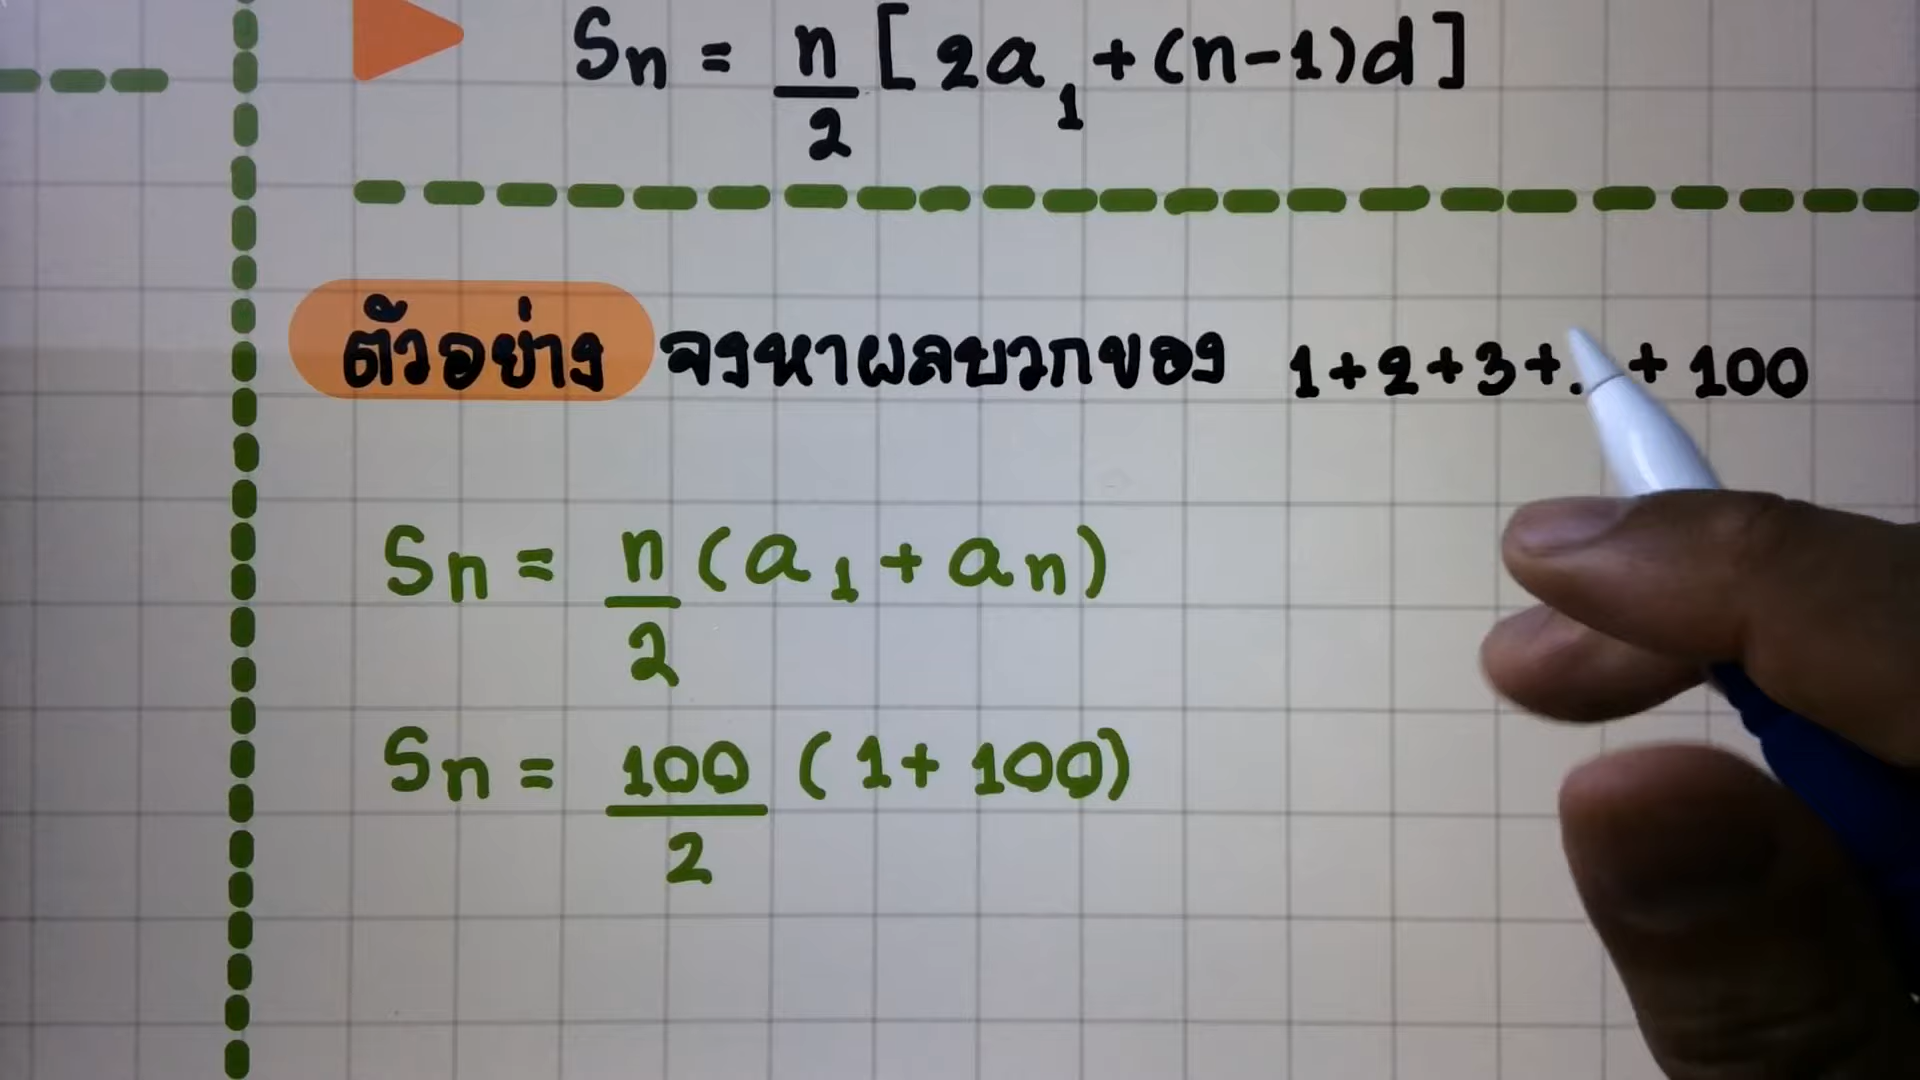 Sn = n/2 [2a₁ + (n-1)d]
ตัวอย่าง จงหาผลบวกของ 1+2+3+. + 100
Sn = n/2 (a₁ + an)
Sn = 100/2 (1 + 100)